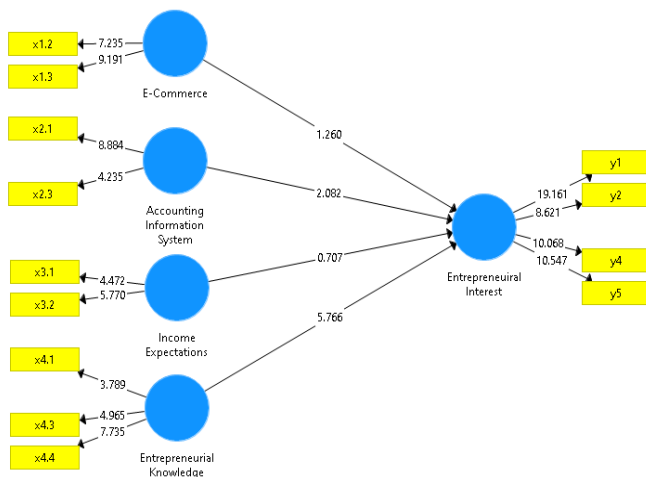 x1.2
7.235
x1.3
9.191
E-Commerce
1.260
x2.1
8.884
x2.3
4.235
Accounting
Information
System
2.082
x3.1
4.472
x3.2
5.770
Income
Expectations
0.707
x4.1
3.789
x4.3
4.965
x4.4
7.735
Entrepreneurial
Knowledge
5.766
Entrepreneuiral
Interest
y1
19.161
y2
8.621
y4
10.068
y5
10.547